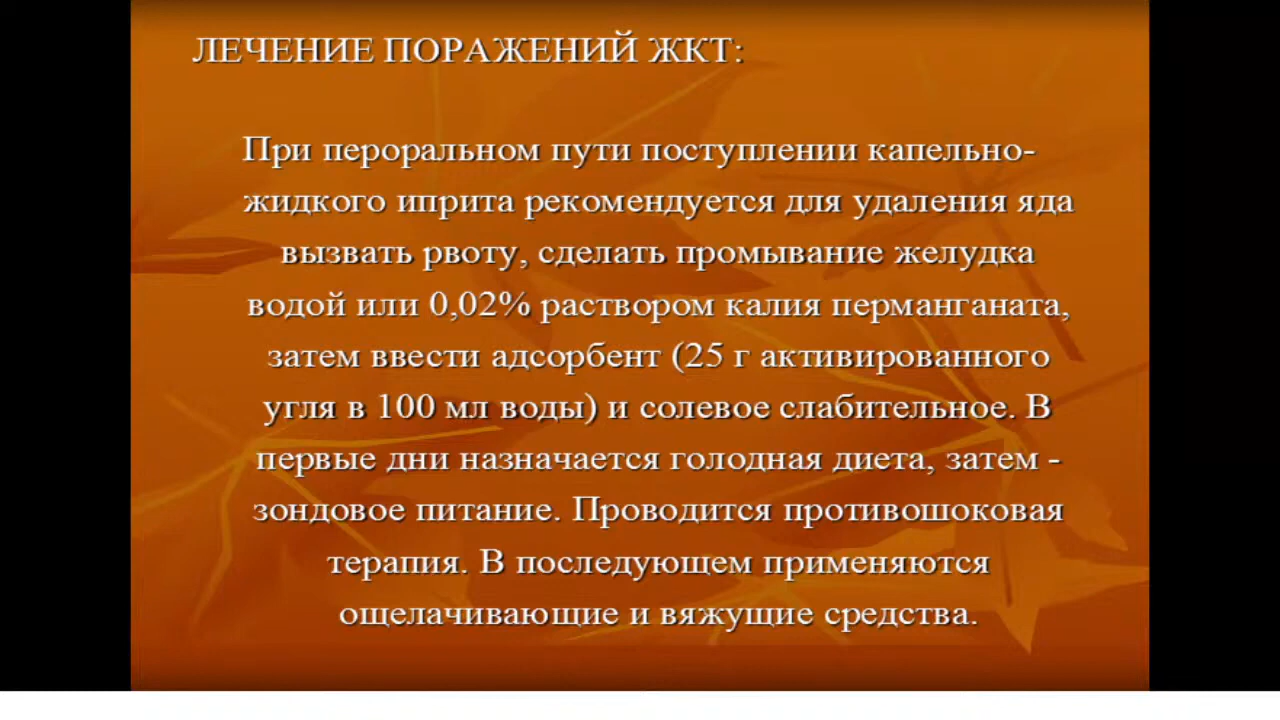 ЛЕЧЕНИЕ ПОРАЖЕНИЙ ЖКТ:
При пероральном пути поступлении капельно-
жидкого иприта рекомендуется для удаления яда
вызвать рвоту, сделать промывание желудка
водой или 0,02% раствором калия перманганата,
затем ввести адсорбент (25 г активированного
угля в 100 мл воды) и солевое слабительное. В
первые дни назначается голодная диета, затем -
зондовое питание. Проводится противошоковая
терапия. В последующем применяются
ощелачивающие и вяжущие средства.